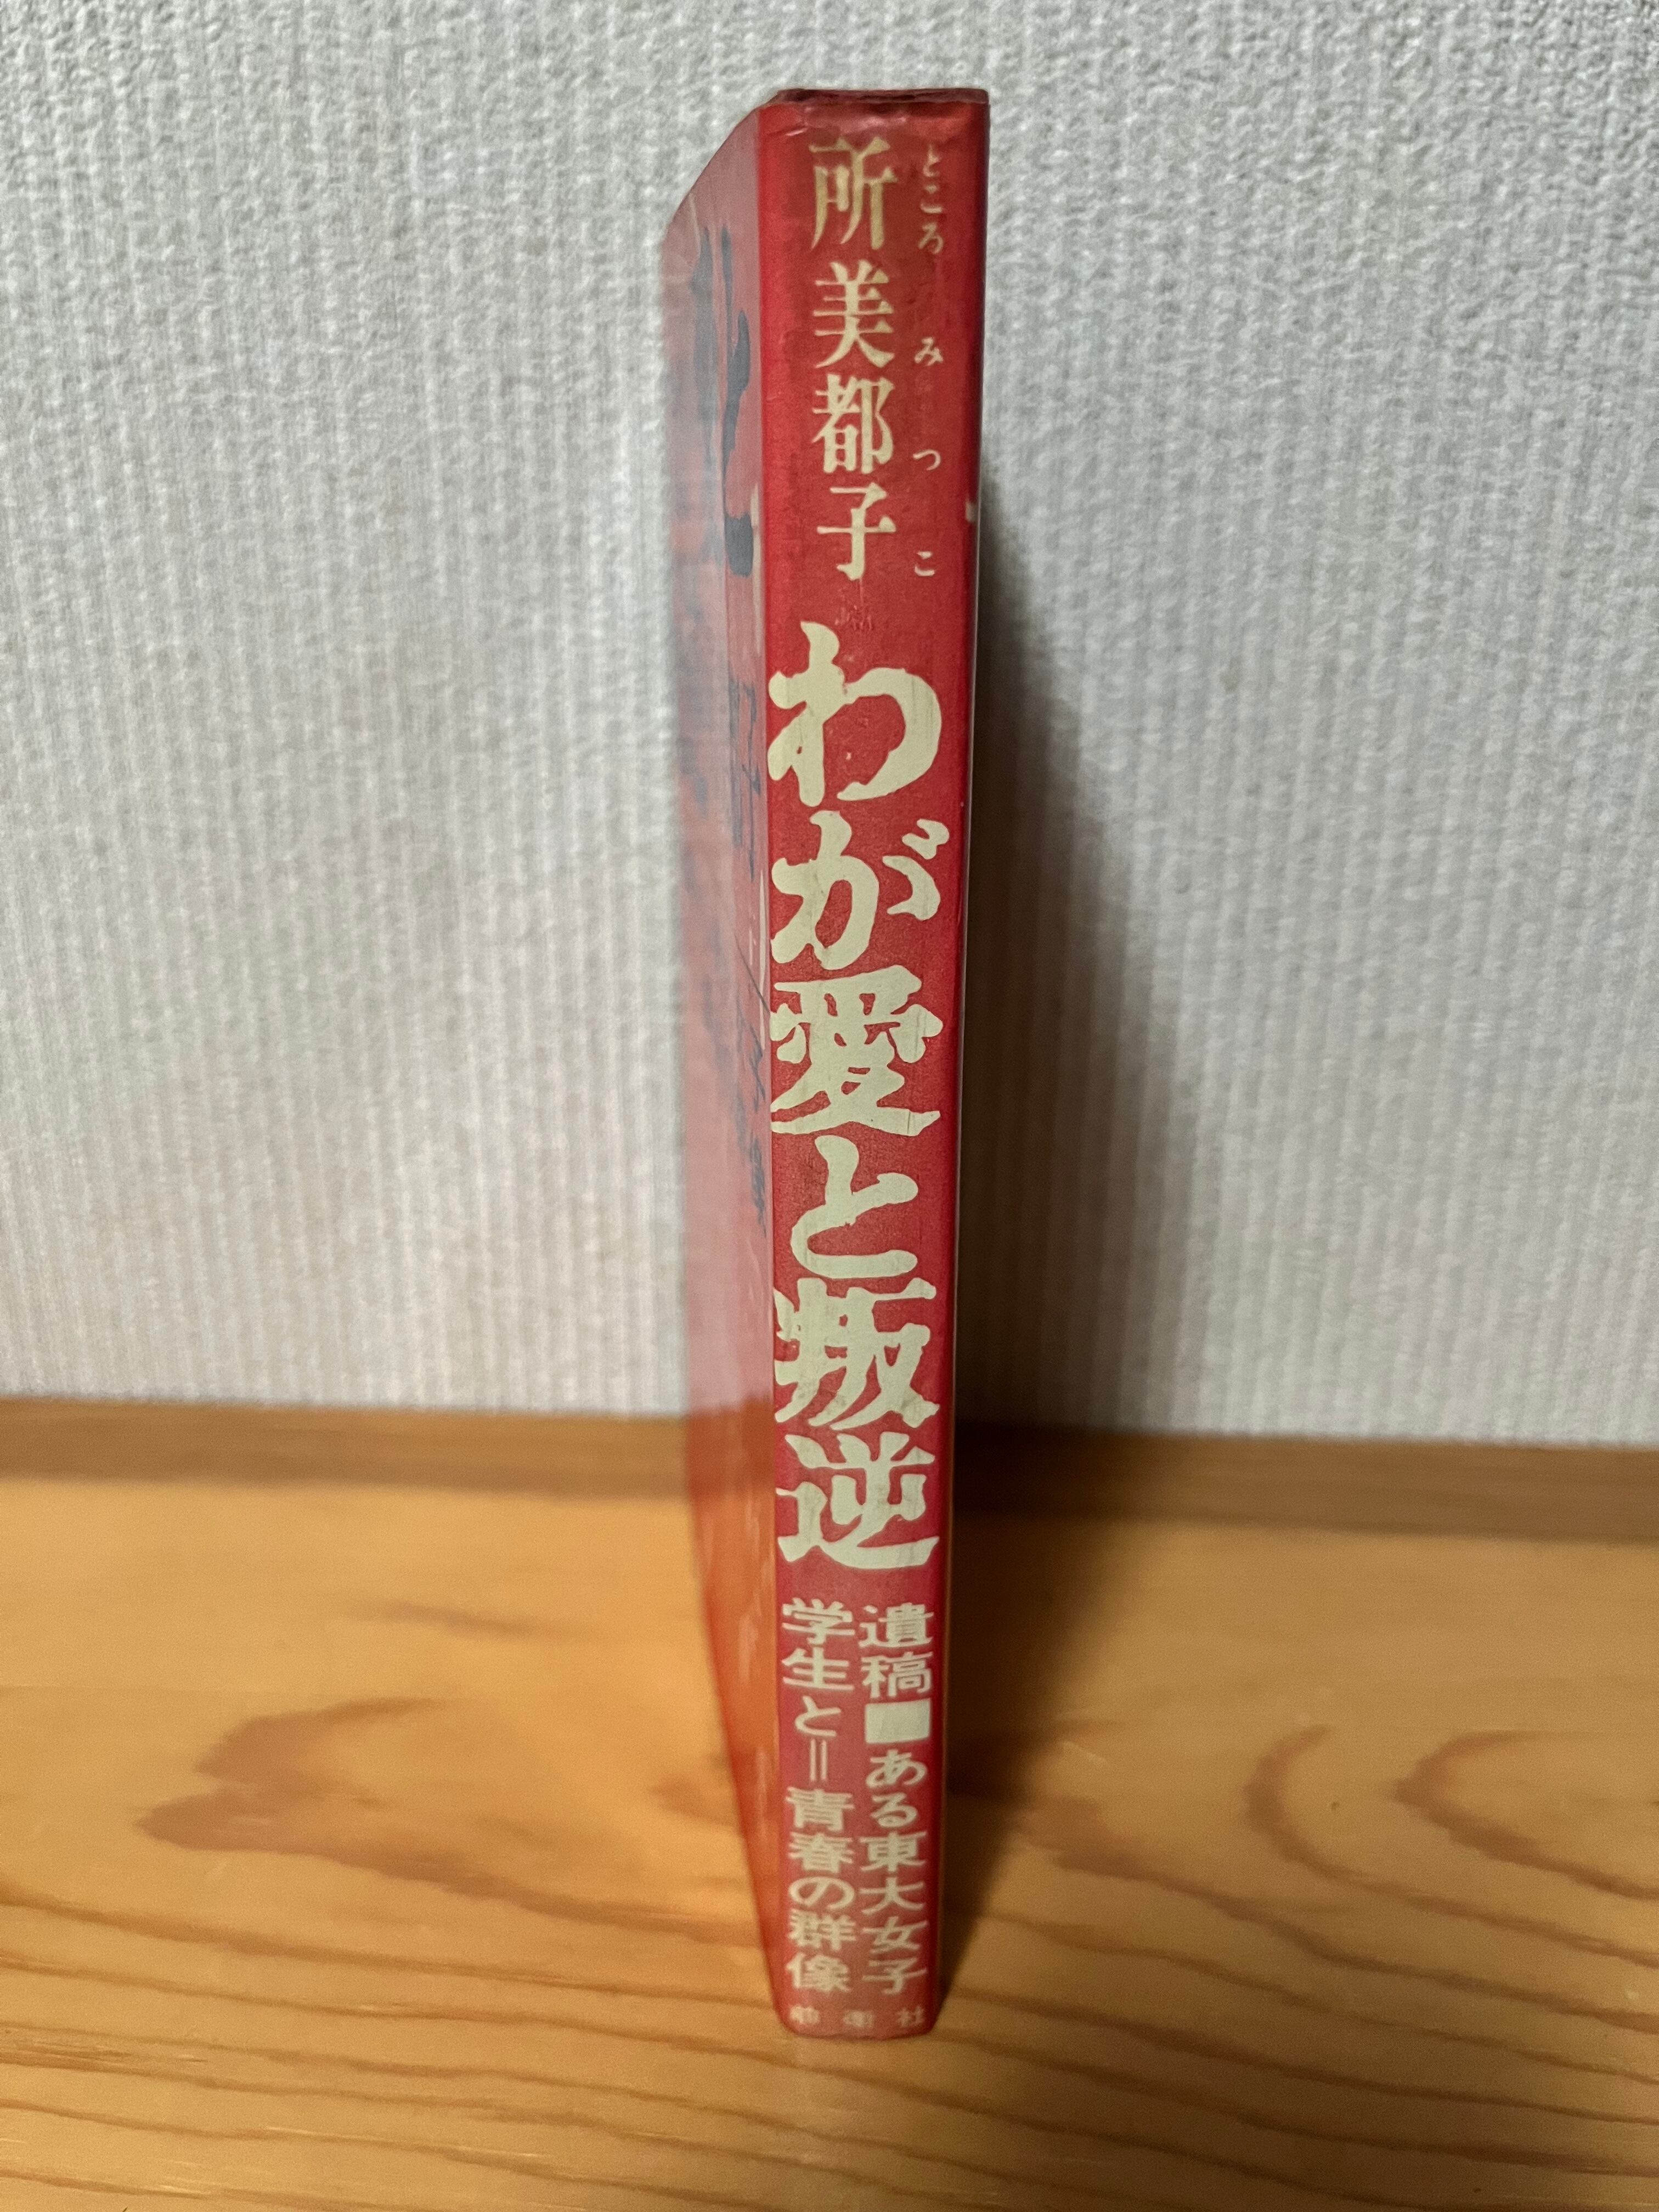 所美都子
ところ みつこ
わが愛と叛逆
遺稿■ある東大女子
学生と=青春の群像